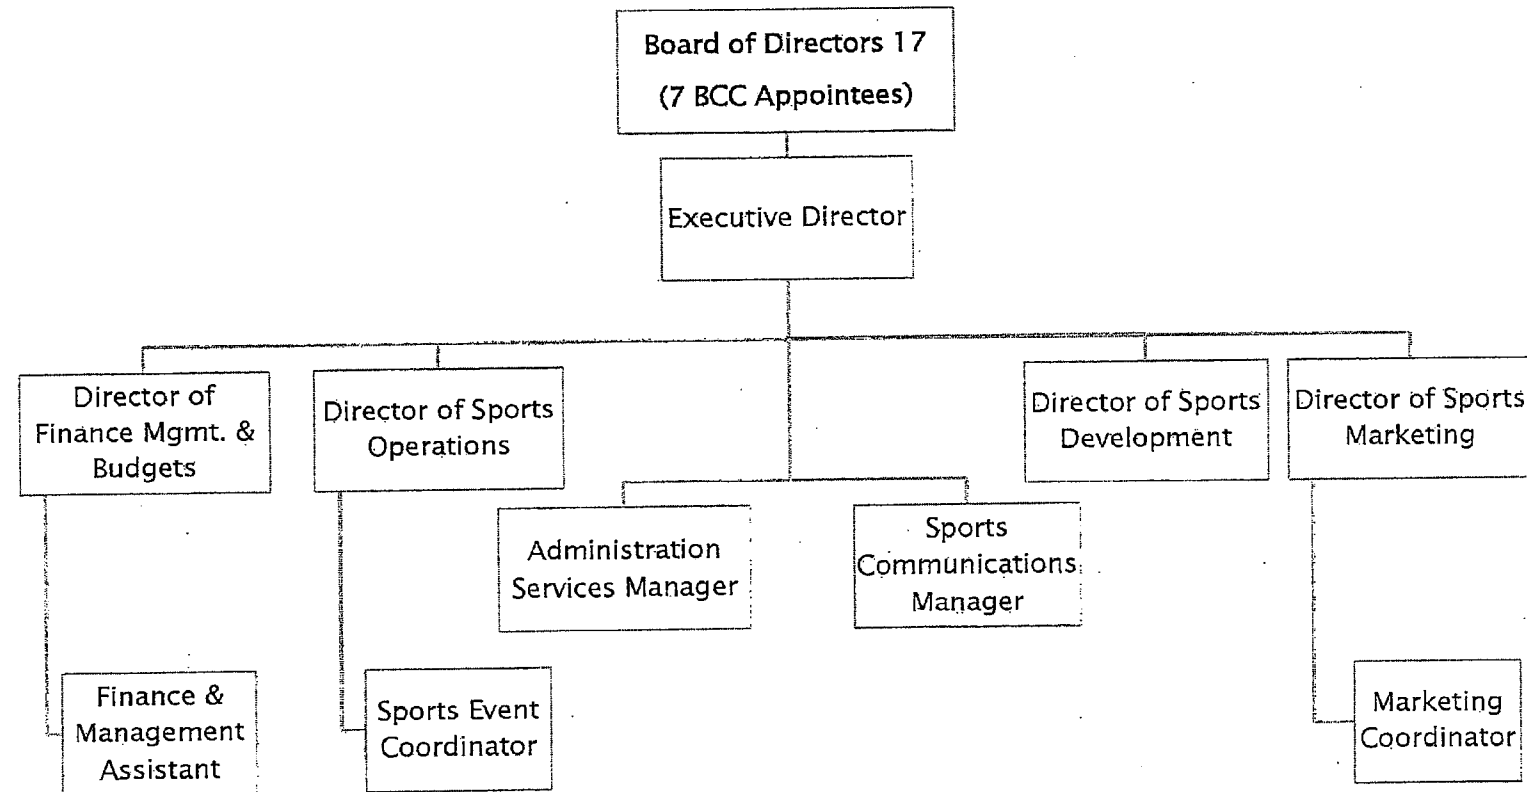 Board of Directors 17
(7 BCC Appointees)
Executive Director
Director of
Finance Mgmt. &
Budgets
Director of Sports
Operations
Director of Sports
Development
Director of Sports
Marketing
Administration
Services Manager
Sports
Communications
Manager
Finance &
Management
Assistant
Sports Event
Coordinator
Marketing
Coordinator